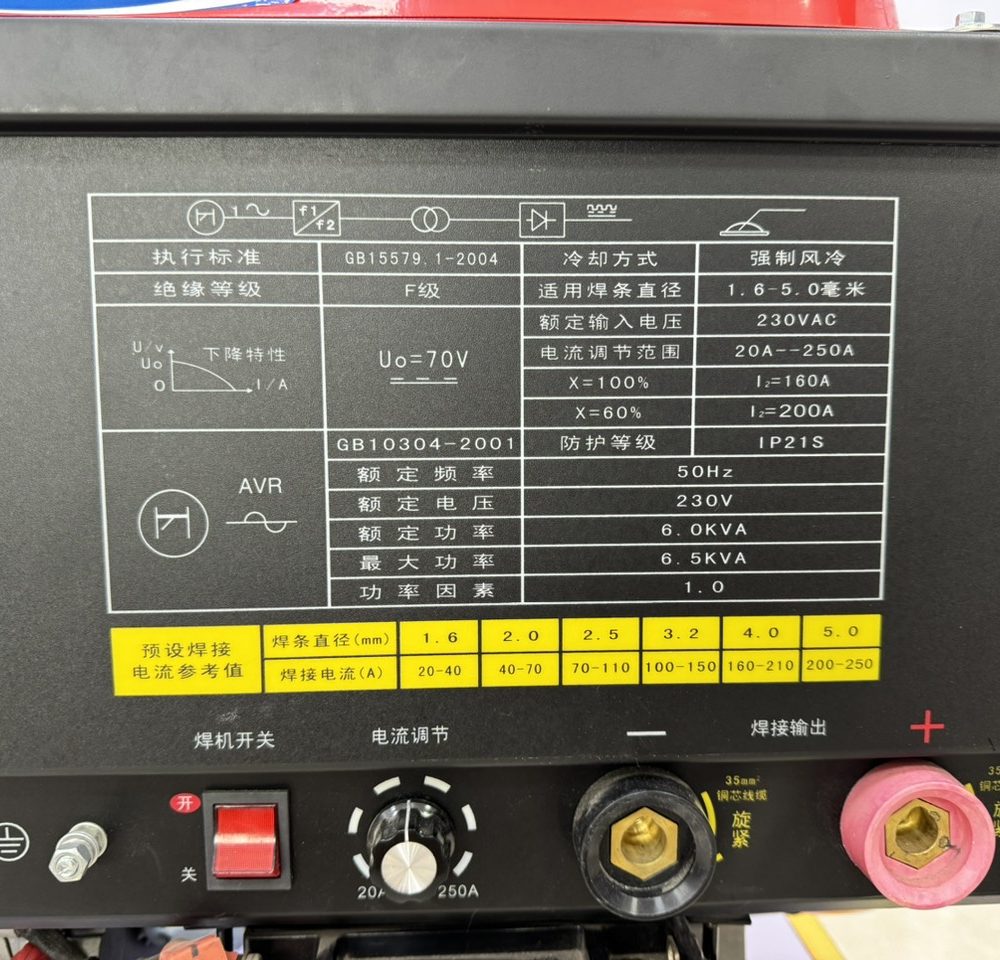 1 f1/f2
执行标准 GB15579.1-2004 冷却方式 强制风冷
绝缘等级 F级 适用焊条直径 1.6-5.0毫米
额定输入电压 230VAC
U/v Uo 下降特性 Uo=70V 电流调节范围 20A--250A
O I/A X=100% I₂=160A
X=60% I₂=200A
GB10304-2001 防护等级 IP21S
额定频率 50Hz
AVR 额定电压 230V
额定功率 6.0KVA
最大功率 6.5KVA
功率因素 1.0
预设焊接电流参考值
焊条直径(mm) 1.6 2.0 2.5 3.2 4.0 5.0
焊接电流(A) 20-40 40-70 70-110 100-150 160-210 200-250
焊机开关 电流调节 — 焊接输出 +
开
关
20A 250A
35mm²
铜芯线缆
旋紧
35
铜芯